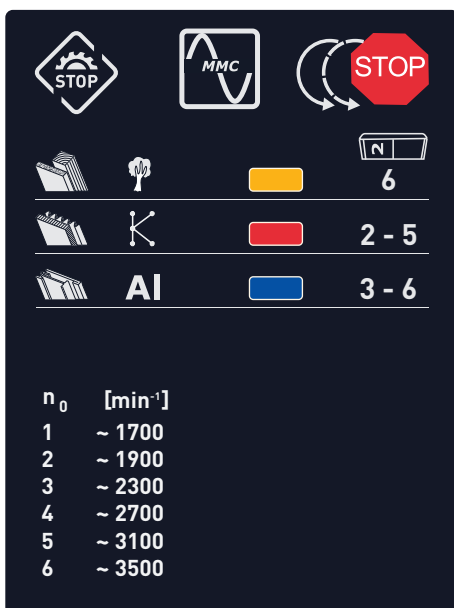 STOP MMC STOP
2
6
K 2 - 5
Al 3 - 6
n₀ [min⁻¹]
1 ~ 1700
2 ~ 1900
3 ~ 2300
4 ~ 2700
5 ~ 3100
6 ~ 3500